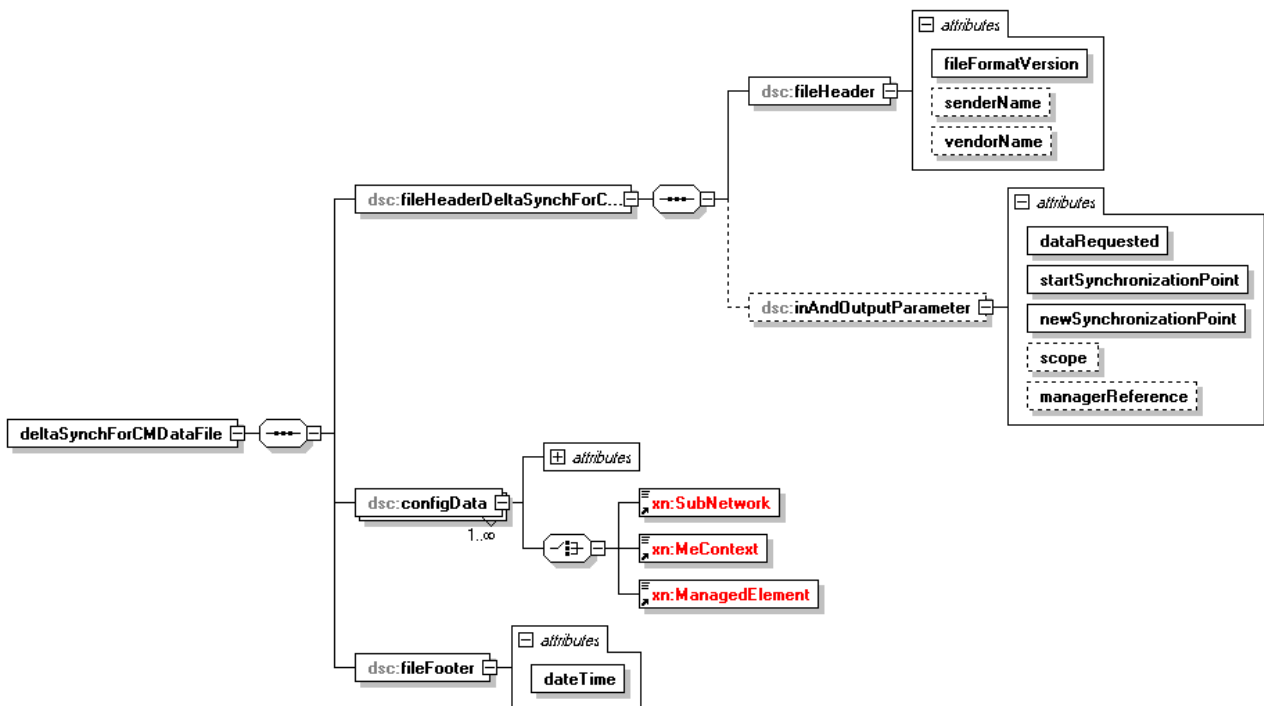 attributes
fileFormatVersion
dsc:fileHeader
senderName
vendorName
dsc:fileHeaderDeltaSynchForC...
attributes
dataRequested
startSynchronizationPoint
dsc:inAndOutputParameter
newSynchronizationPoint
scope
managerReference
deltaSynchForCMDataFile
attributes
dsc:configData
1..∞
xn:SubNetwork
xn:MeContext
xn:ManagedElement
attributes
dsc:fileFooter
dateTime